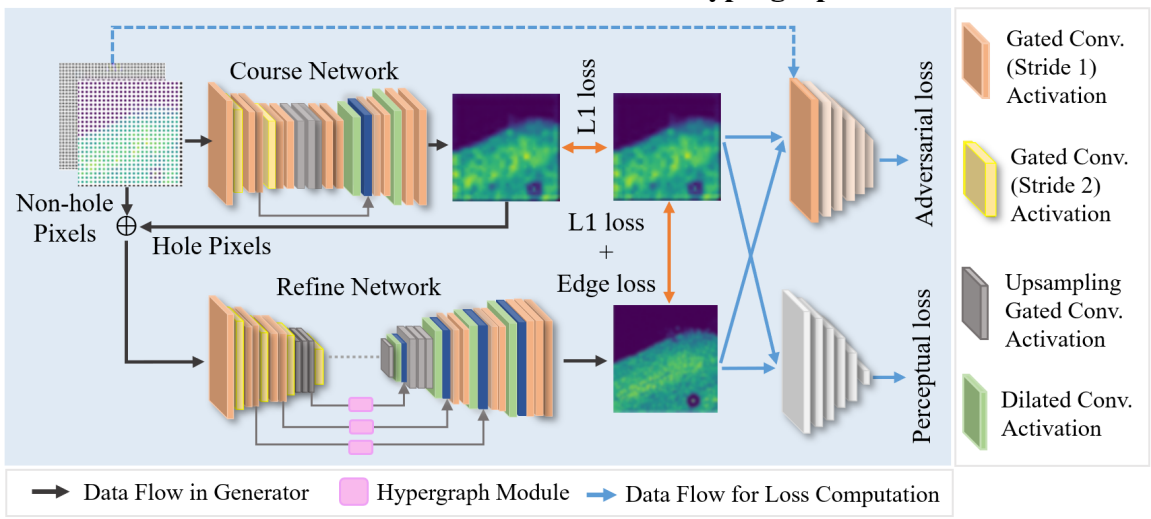 Course Network
Non-hole
Pixels
Hole Pixels
L1 loss
L1 loss
+
Edge loss
Refine Network
Adversarial loss
Perceptual loss
Gated Conv.
(Stride 1)
Activation
Gated Conv.
(Stride 2)
Activation
Upsampling
Gated Conv.
Activation
Dilated Conv.
Activation
Data Flow in Generator
Hypergraph Module
Data Flow for Loss Computation